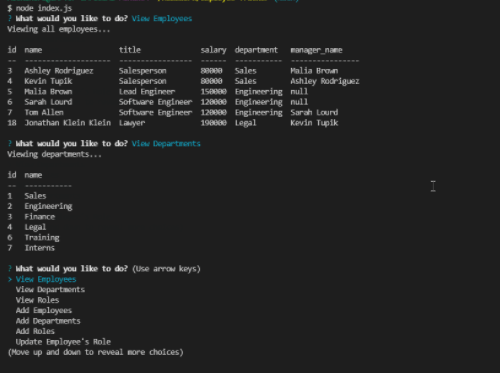 $ node index.js
? What would you like to do? View Employees
Viewing all employees...
id name title salary department manager_name
-- ---------------- ----------------- ------ ----------- ----------------
3 Ashley Rodriguez Salesperson 80000 Sales Malia Brown
4 Kevin Tupik Salesperson 80000 Sales Ashley Rodriguez
5 Malia Brown Lead Engineer 150000 Engineering null
6 Sarah Lourd Software Engineer 120000 Engineering null
7 Tom Allen Software Engineer 120000 Engineering Sarah Lourd
18 Jonathan Klein Klein Lawyer 190000 Legal Kevin Tupik
? What would you like to do? View Departments
Viewing departments...
id name
-- -----------
1 Sales
2 Engineering
3 Finance
4 Legal
6 Training
7 Interns
? What would you like to do? (Use arrow keys)
> View Employees
View Departments
View Roles
Add Employees
Add Departments
Add Roles
Update Employee's Role
(Move up and down to reveal more choices)